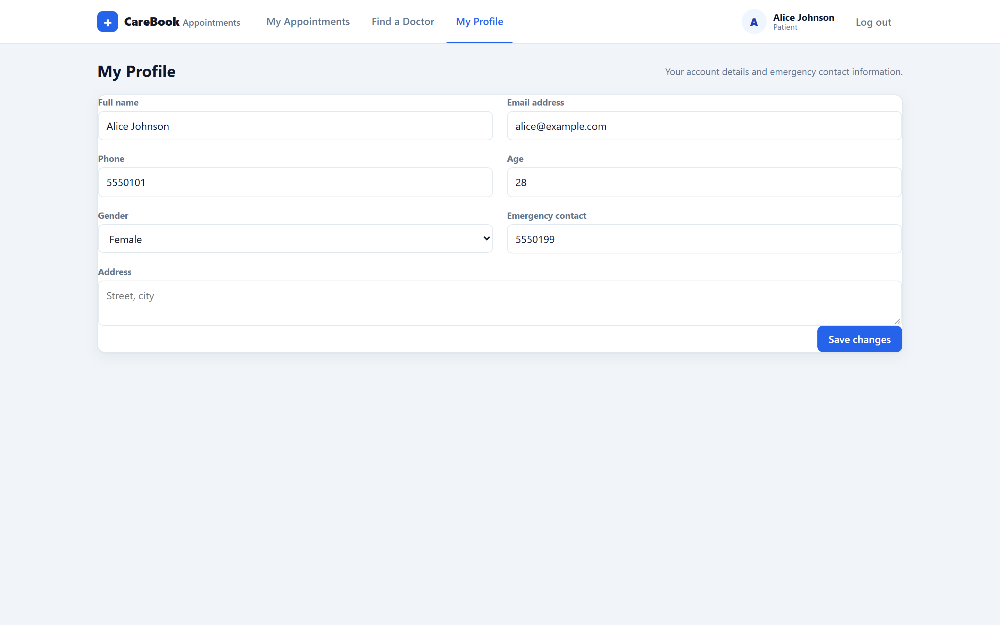 + CareBook Appointments My Appointments Find a Doctor My Profile A Alice Johnson Log out
Patient
My Profile Your account details and emergency contact information.
Full name Email address
Alice Johnson alice@example.com
Phone Age
5550101 28
Gender Emergency contact
Female 5550199
Address
Street, city
Save changes